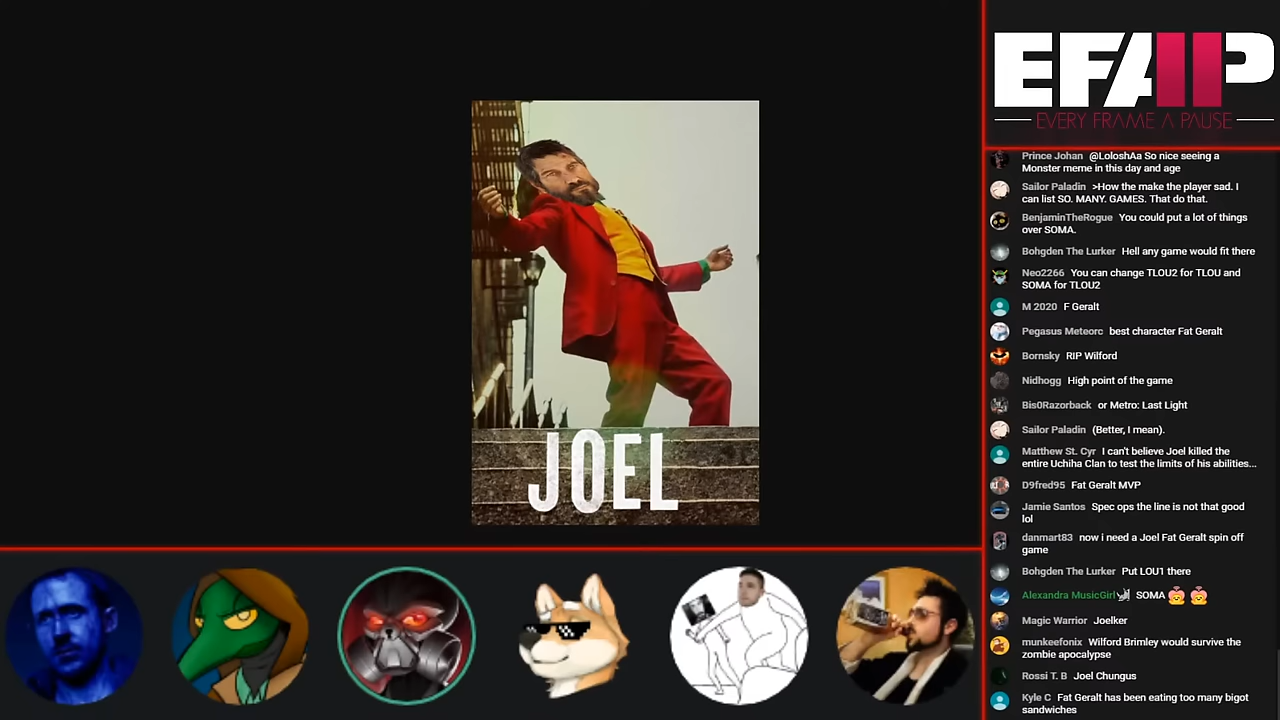 JOEL
EFAP
EVERY FRAME A PAUSE
Prince Johan @LoloshAa So nice seeing a
Monster meme in this day and age
Sailor Paladin >How the make the player sad. I
can list SO. MANY. GAMES. That do that.
BenjaminTheRogue You could put a lot of things
over SOMA.
Bohgden The Lurker Hell any game would fit there
Neo2266 You can change TLOU2 for TLOU and
SOMA for TLOU2
M 2020 F Geralt
Pegasus Meteorc best character Fat Geralt
Bornsky RIP Wilford
Nidhogg High point of the game
Bis0Razorback or Metro: Last Light
Sailor Paladin (Better, I mean).
Matthew St. Cyr I can't believe Joel killed the
entire Uchiha Clan to test the limits of his abilities...
D9fred95 Fat Geralt MVP
Jamie Santos Spec ops the line is not that good
lol
danmart83 now i need a Joel Fat Geralt spin off
game
Bohgden The Lurker Put LOU1 there
Alexandra MusicGirl SOMA
Magic Warrior Joelker
munkeefonix Wilford Brimley would survive the
zombie apocalypse
Rossi T. B Joel Chungus
Kyle C Fat Geralt has been eating too many bigot
sandwiches